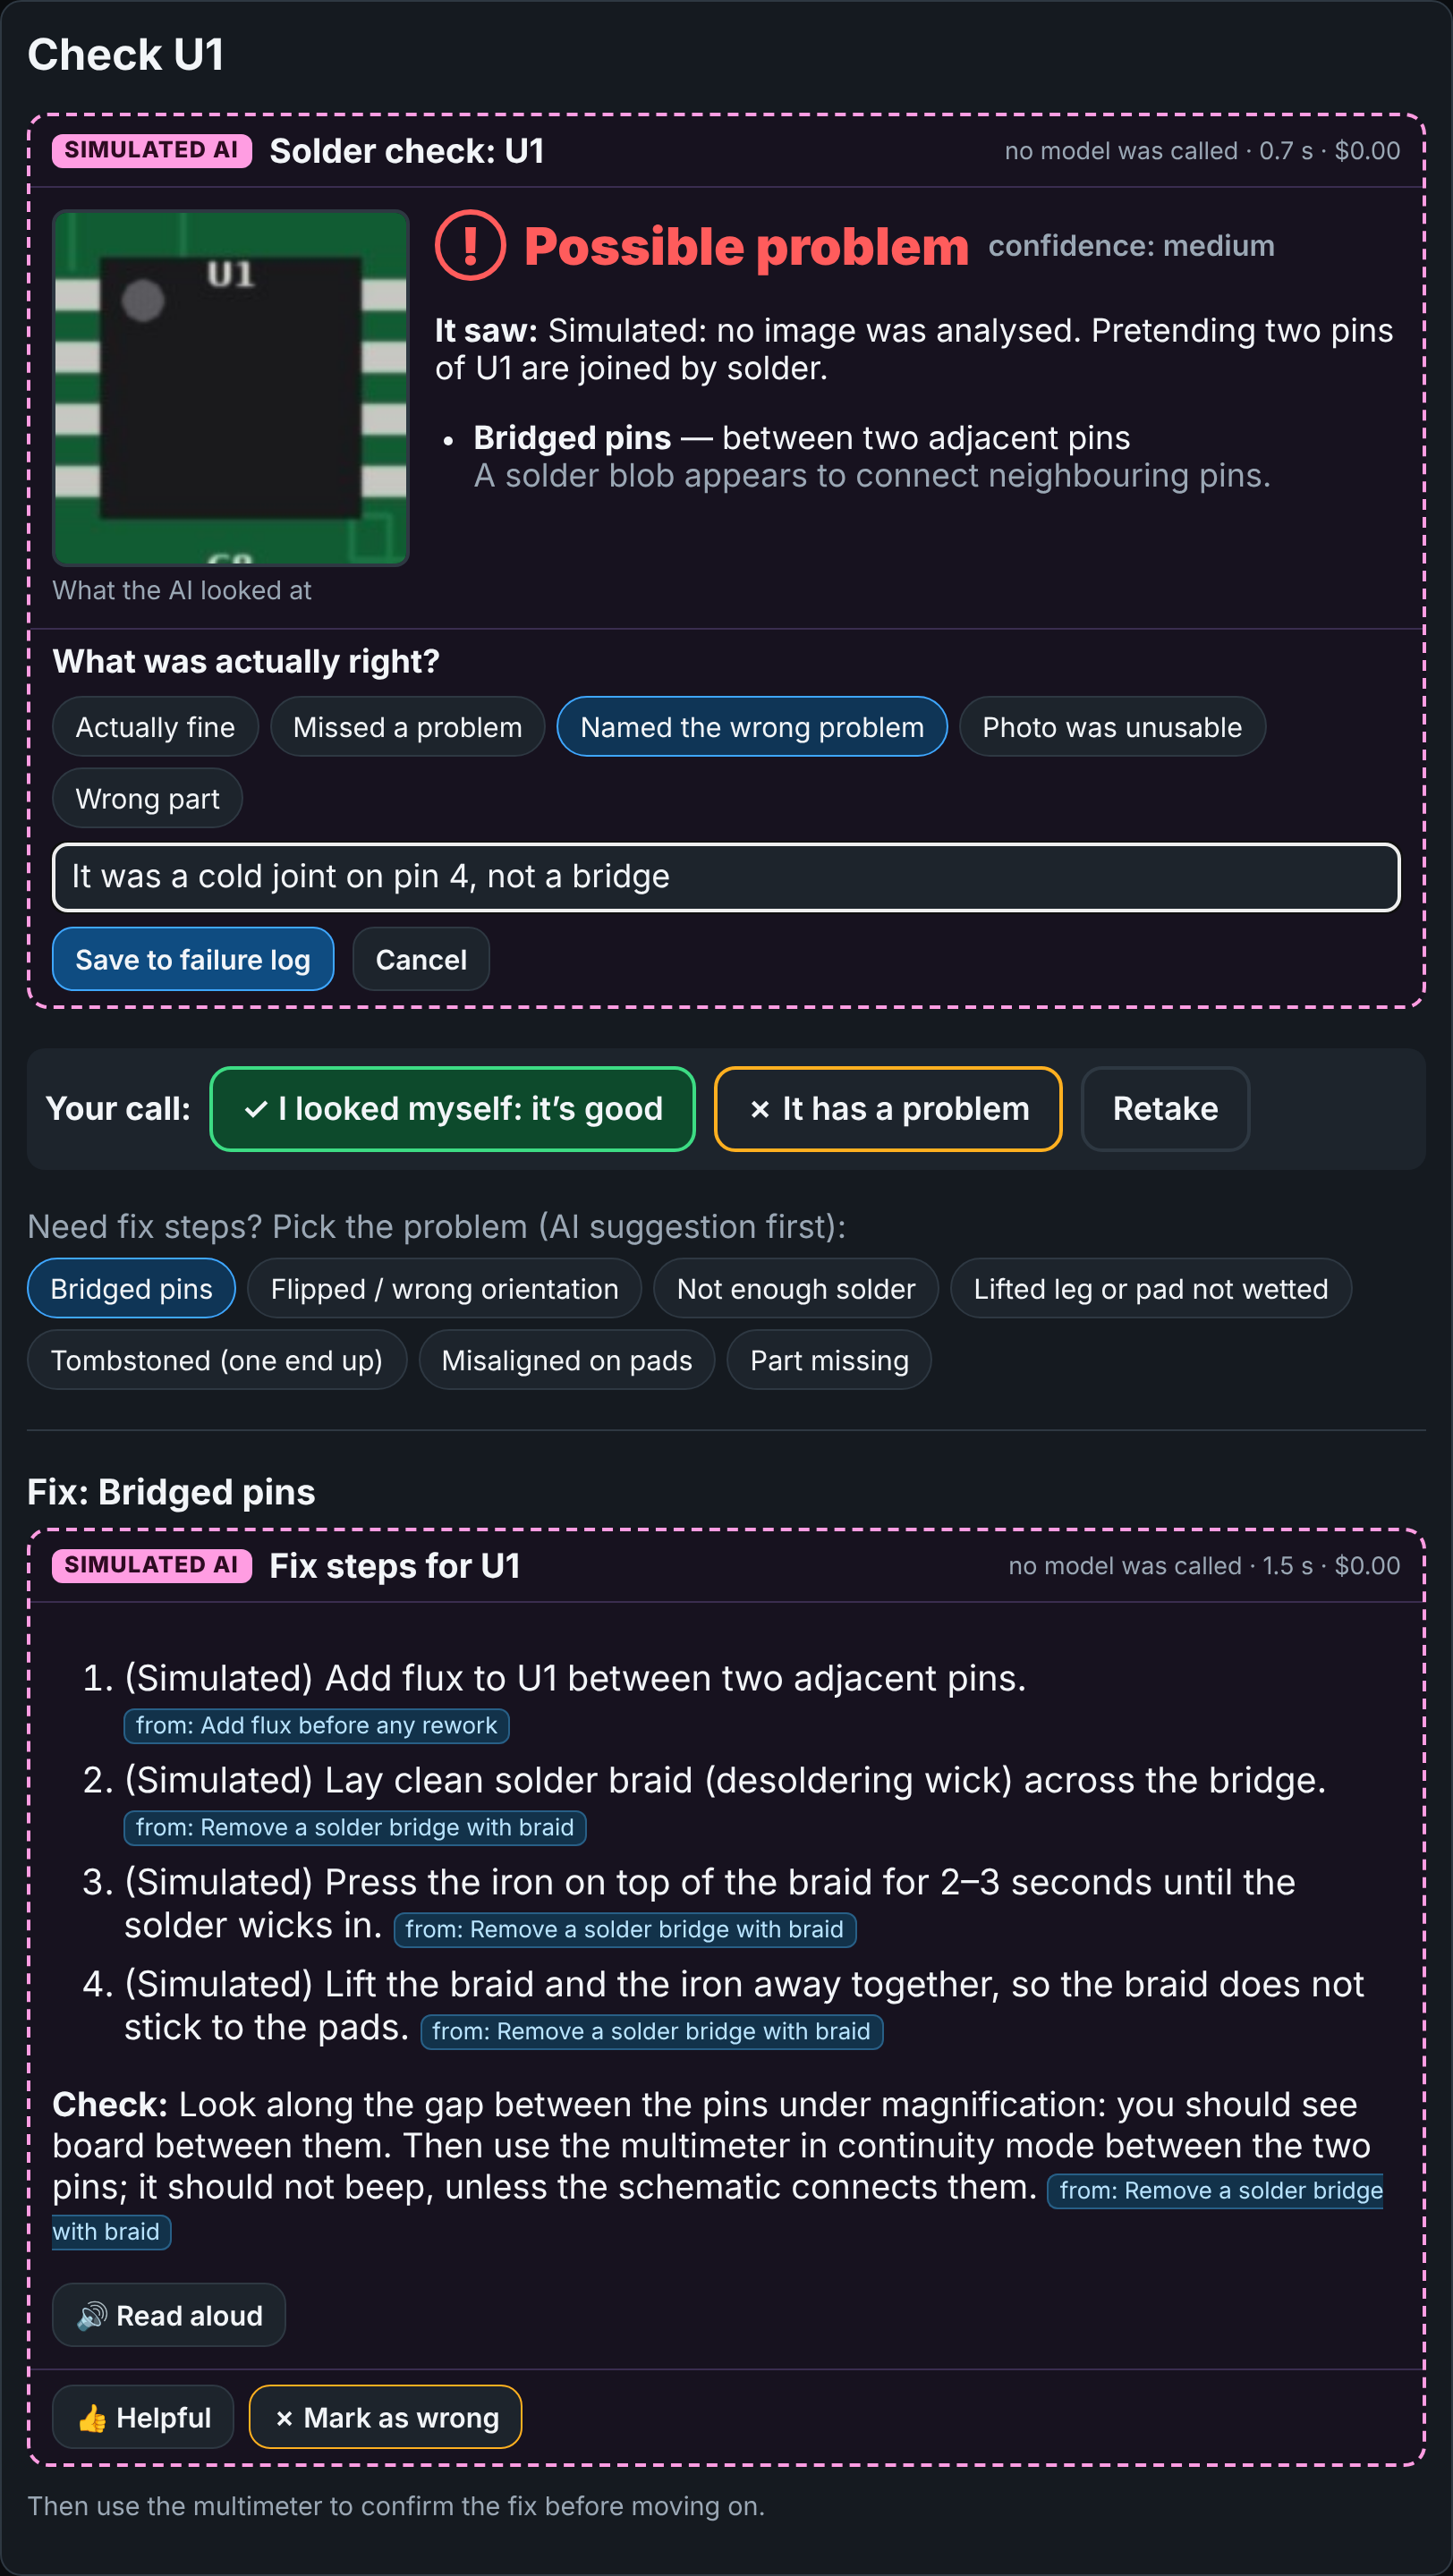 Check U1
SIMULATED AI Solder check: U1 no model was called · 0.7 s · $0.00
U1
! Possible problem confidence: medium
It saw: Simulated: no image was analysed. Pretending two pins
of U1 are joined by solder.
• Bridged pins — between two adjacent pins
A solder blob appears to connect neighbouring pins.
What the AI looked at
What was actually right?
Actually fine Missed a problem Named the wrong problem Photo was unusable
Wrong part
It was a cold joint on pin 4, not a bridge
Save to failure log Cancel
Your call: ✓ I looked myself: it’s good × It has a problem Retake
Need fix steps? Pick the problem (AI suggestion first):
Bridged pins Flipped / wrong orientation Not enough solder Lifted leg or pad not wetted
Tombstoned (one end up) Misaligned on pads Part missing
Fix: Bridged pins
SIMULATED AI Fix steps for U1 no model was called · 1.5 s · $0.00
1. (Simulated) Add flux to U1 between two adjacent pins.
from: Add flux before any rework
2. (Simulated) Lay clean solder braid (desoldering wick) across the bridge.
from: Remove a solder bridge with braid
3. (Simulated) Press the iron on top of the braid for 2–3 seconds until the
solder wicks in. from: Remove a solder bridge with braid
4. (Simulated) Lift the braid and the iron away together, so the braid does not
stick to the pads. from: Remove a solder bridge with braid
Check: Look along the gap between the pins under magnification: you should see
board between them. Then use the multimeter in continuity mode between the two
pins; it should not beep, unless the schematic connects them. from: Remove a solder bridge
with braid
🔊 Read aloud
👍 Helpful × Mark as wrong
Then use the multimeter to confirm the fix before moving on.